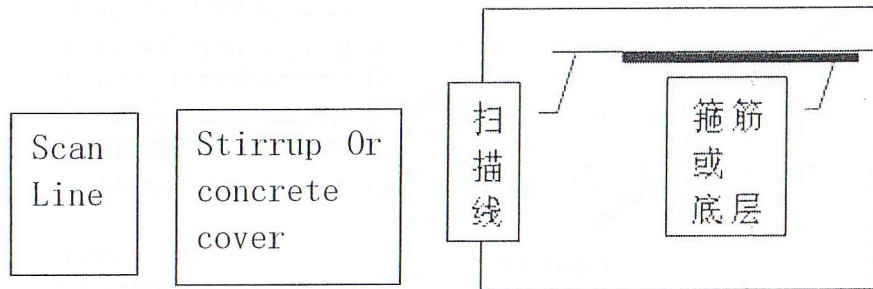 Scan
Line
Stirrup Or
concrete
cover
扫
描
线
箍筋
或
底层